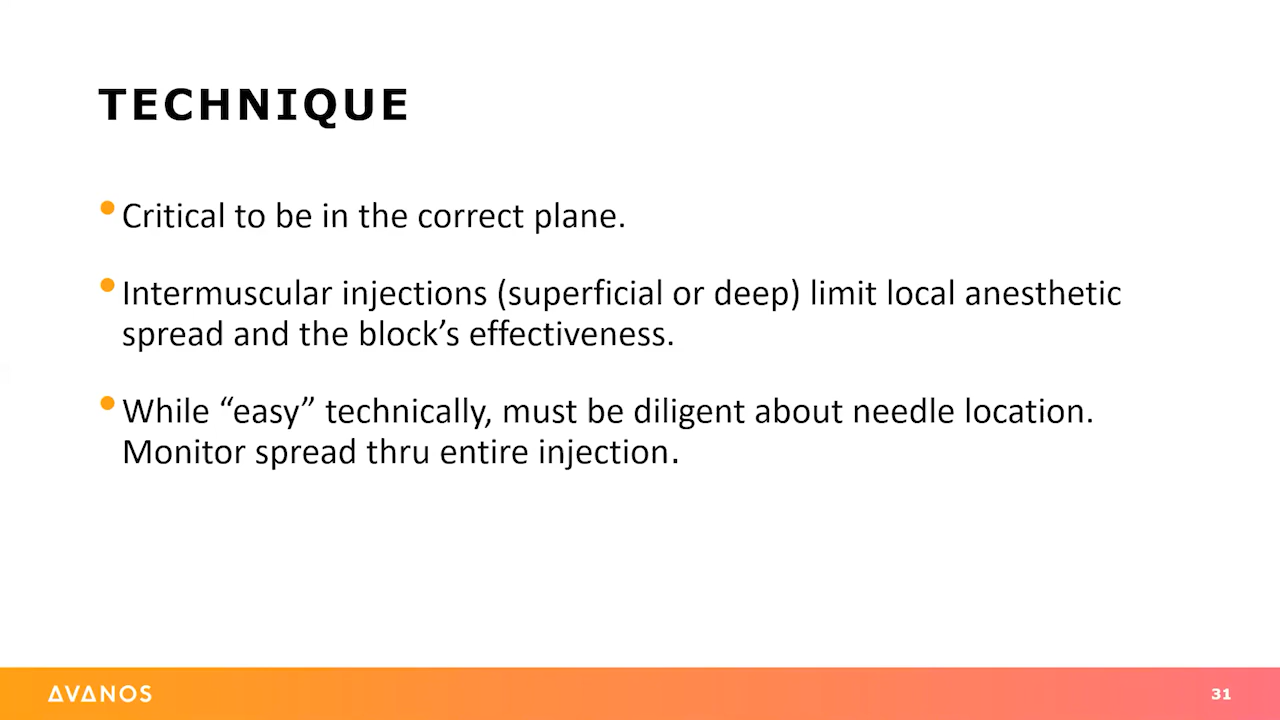 TECHNIQUE
• Critical to be in the correct plane.
• Intermuscular injections (superficial or deep) limit local anesthetic
spread and the block’s effectiveness.
• While “easy” technically, must be diligent about needle location.
Monitor spread thru entire injection.
AVANOS
31